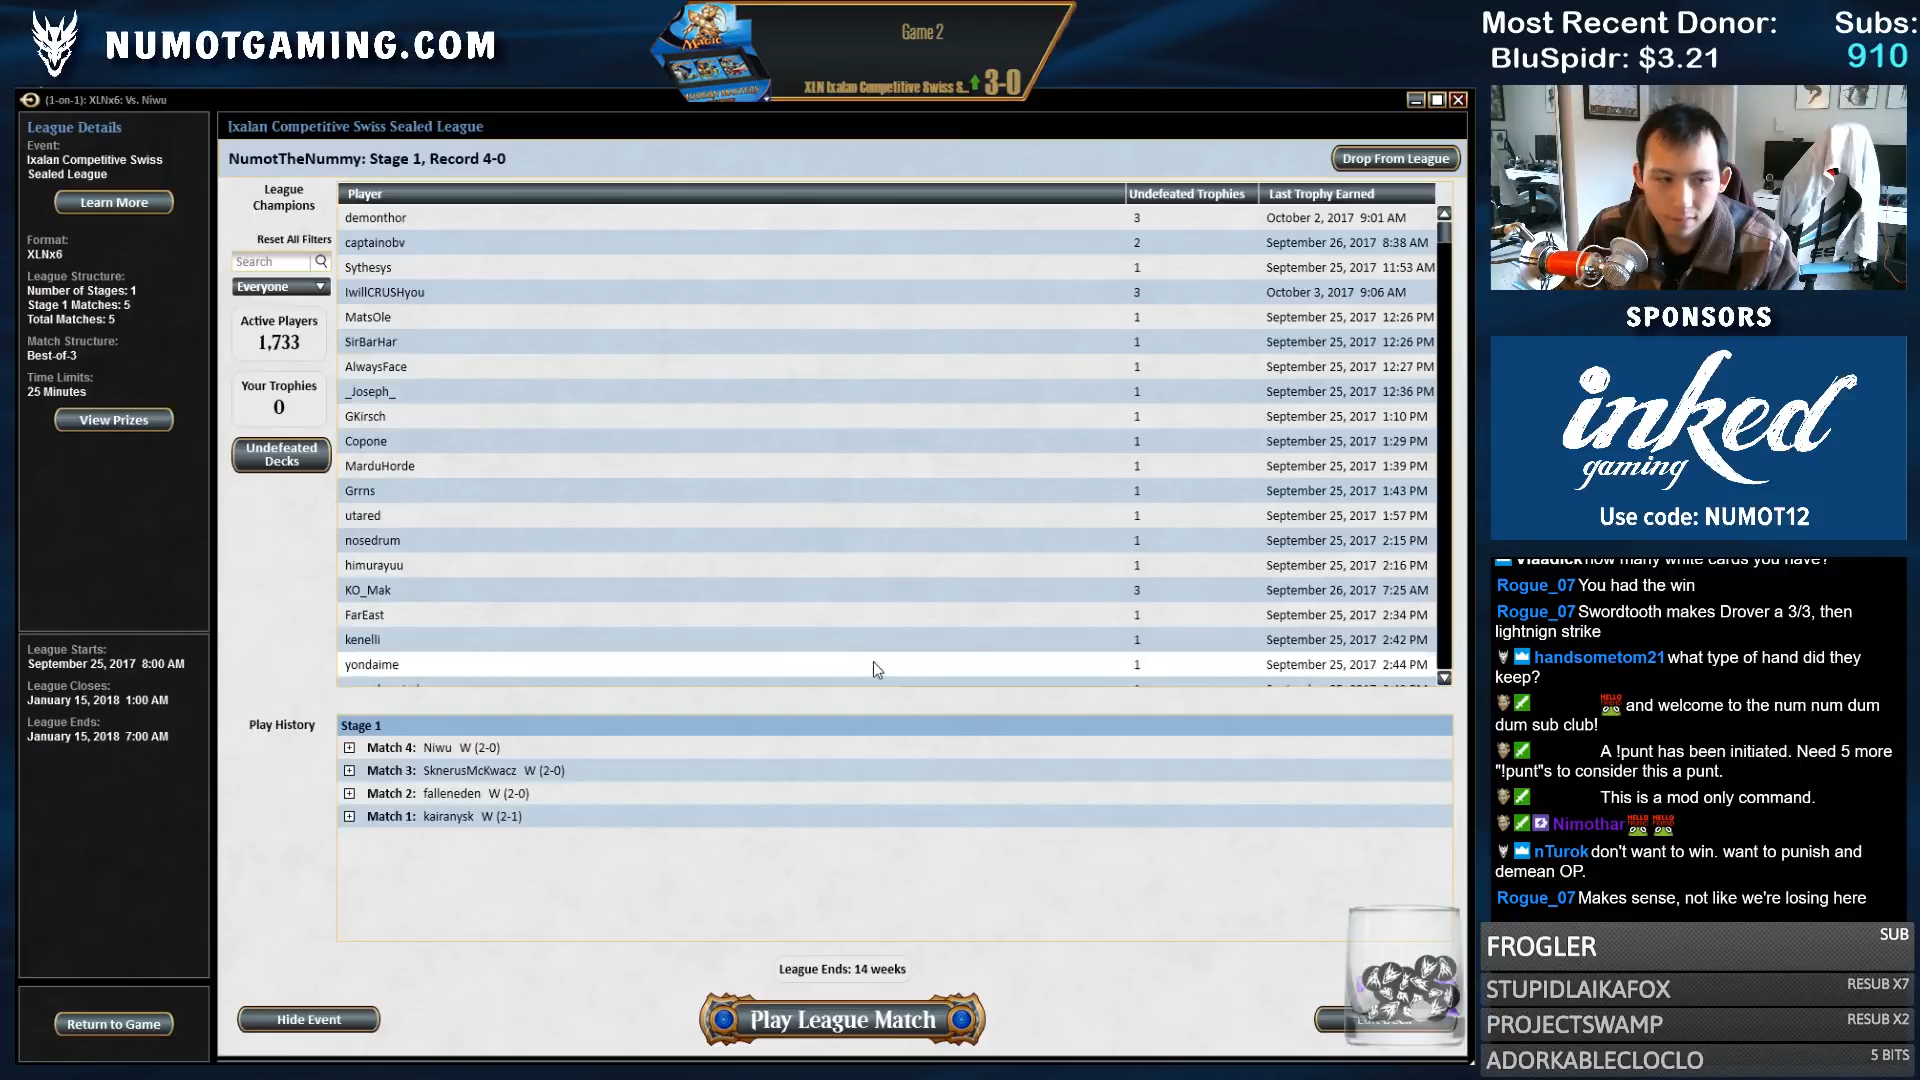 NUMOTGAMING.COM
Game 2
XLN Ixalan Competitive Swiss S.. 3-0
Most Recent Donor:
BluSpidr: $3.21
Subs:
910
(1-on-1): XLNx6: Vs. Niwu
League Details
Event:
Ixalan Competitive Swiss
Sealed League
Learn More
Format:
XLNx6
League Structure:
Number of Stages: 1
Stage 1 Matches: 5
Total Matches: 5
Match Structure:
Best-of-3
Time Limits:
25 Minutes
View Prizes
League Starts:
September 25, 2017 8:00 AM
League Closes:
January 15, 2018 1:00 AM
League Ends:
January 15, 2018 7:00 AM
Return to Game
Ixalan Competitive Swiss Sealed League
NumotTheNummy: Stage 1, Record 4-0
Drop From League
League
Champions
Reset All Filters
Search
Everyone
Active Players
1,733
Your Trophies
0
Undefeated
Decks
Player Undefeated Trophies Last Trophy Earned
demonthor 3 October 2, 2017 9:01 AM
captainobv 2 September 26, 2017 8:38 AM
Sythesys 1 September 25, 2017 11:53 AM
IwillCRUSHyou 3 October 3, 2017 9:06 AM
MatsOle 1 September 25, 2017 12:26 PM
SirBarHar 1 September 25, 2017 12:26 PM
AlwaysFace 1 September 25, 2017 12:27 PM
_Joseph_ 1 September 25, 2017 12:36 PM
GKirsch 1 September 25, 2017 1:10 PM
Copone 1 September 25, 2017 1:29 PM
MarduHorde 1 September 25, 2017 1:39 PM
Grrns 1 September 25, 2017 1:43 PM
utared 1 September 25, 2017 1:57 PM
nosedrum 1 September 25, 2017 2:15 PM
himurayuu 1 September 25, 2017 2:16 PM
KO_Mak 3 September 26, 2017 7:25 AM
FarEast 1 September 25, 2017 2:34 PM
kenelli 1 September 25, 2017 2:42 PM
yondaime 1 September 25, 2017 2:44 PM
Play History
Stage 1
Match 4: Niwu W (2-0)
Match 3: SknerusMcKwacz W (2-0)
Match 2: falleneden W (2-0)
Match 1: kairanysk W (2-1)
League Ends: 14 weeks
Hide Event
Play League Match
SPONSORS
inked
gaming
Use code: NUMOT12
how many white cards you have?
Rogue_07 You had the win
Rogue_07 Swordtooth makes Drover a 3/3, then
lightnign strike
handsometom21 what type of hand did they
keep?
and welcome to the num num dum
dum sub club!
A !punt has been initiated. Need 5 more
"!punt"s to consider this a punt.
This is a mod only command.
Nimothar
nTurok don't want to win. want to punish and
demean OP.
Rogue_07 Makes sense, not like we're losing here
FROGLER SUB
STUPIDLAIKAFOX RESUB X7
PROJECTSWAMP RESUB X2
ADORKABLECLOCLO 5 BITS